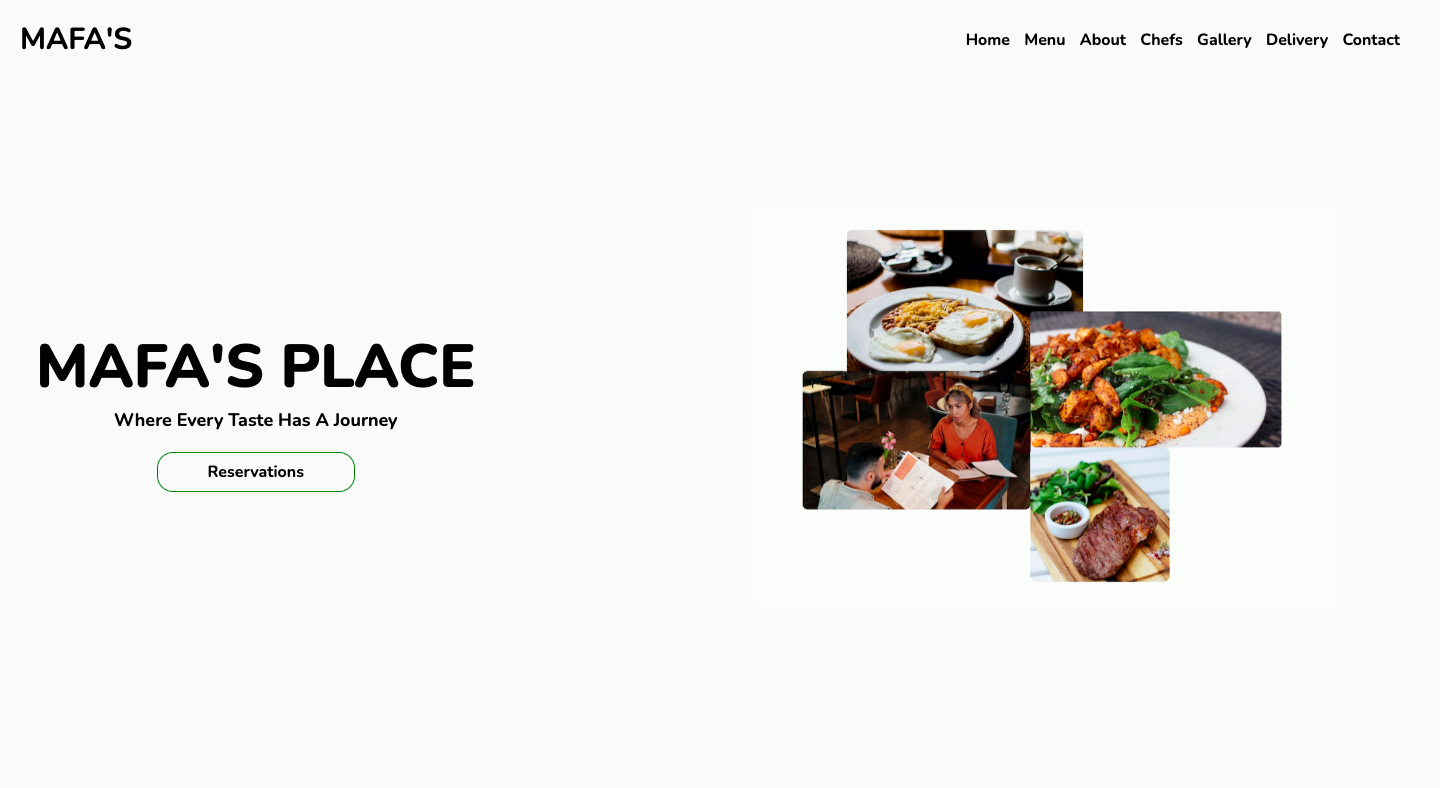 MAFA'S
Home Menu About Chefs Gallery Delivery Contact
MAFA'S PLACE
Where Every Taste Has A Journey
Reservations